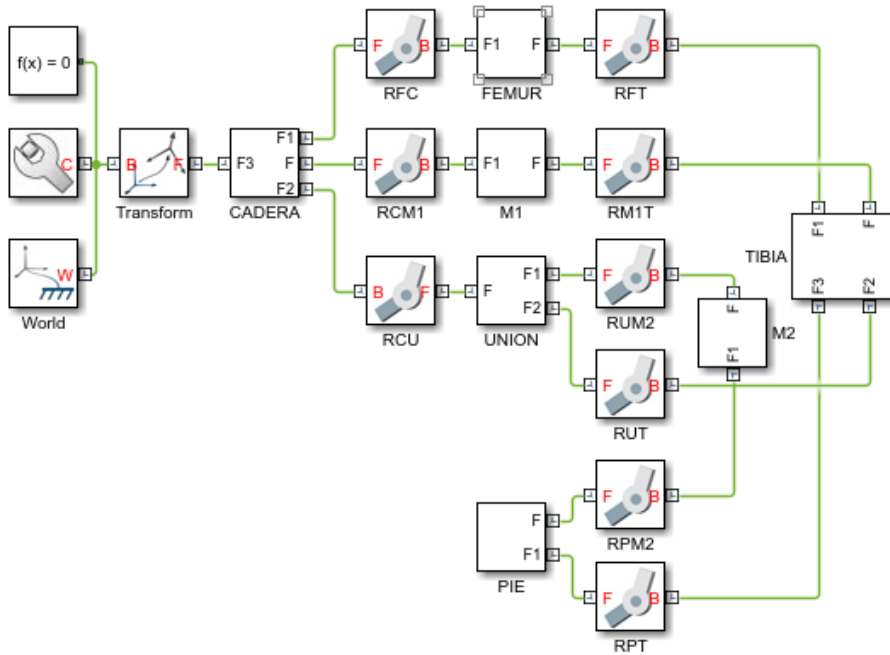 f(x) = 0
C
W
World
B
F
Transform
F3
F1
F
F2
CADERA
F
B
RFC
F1
F
FEMUR
F
B
RFT
F
B
RCM1
F1
F
M1
F
B
RM1T
B
F
RCU
F
F1
F2
UNION
F
B
RUM2
F
B
RUT
F
F1
M2
TIBIA
F1
F
F3
F2
F
F1
PIE
F
B
RPM2
F
B
RPT